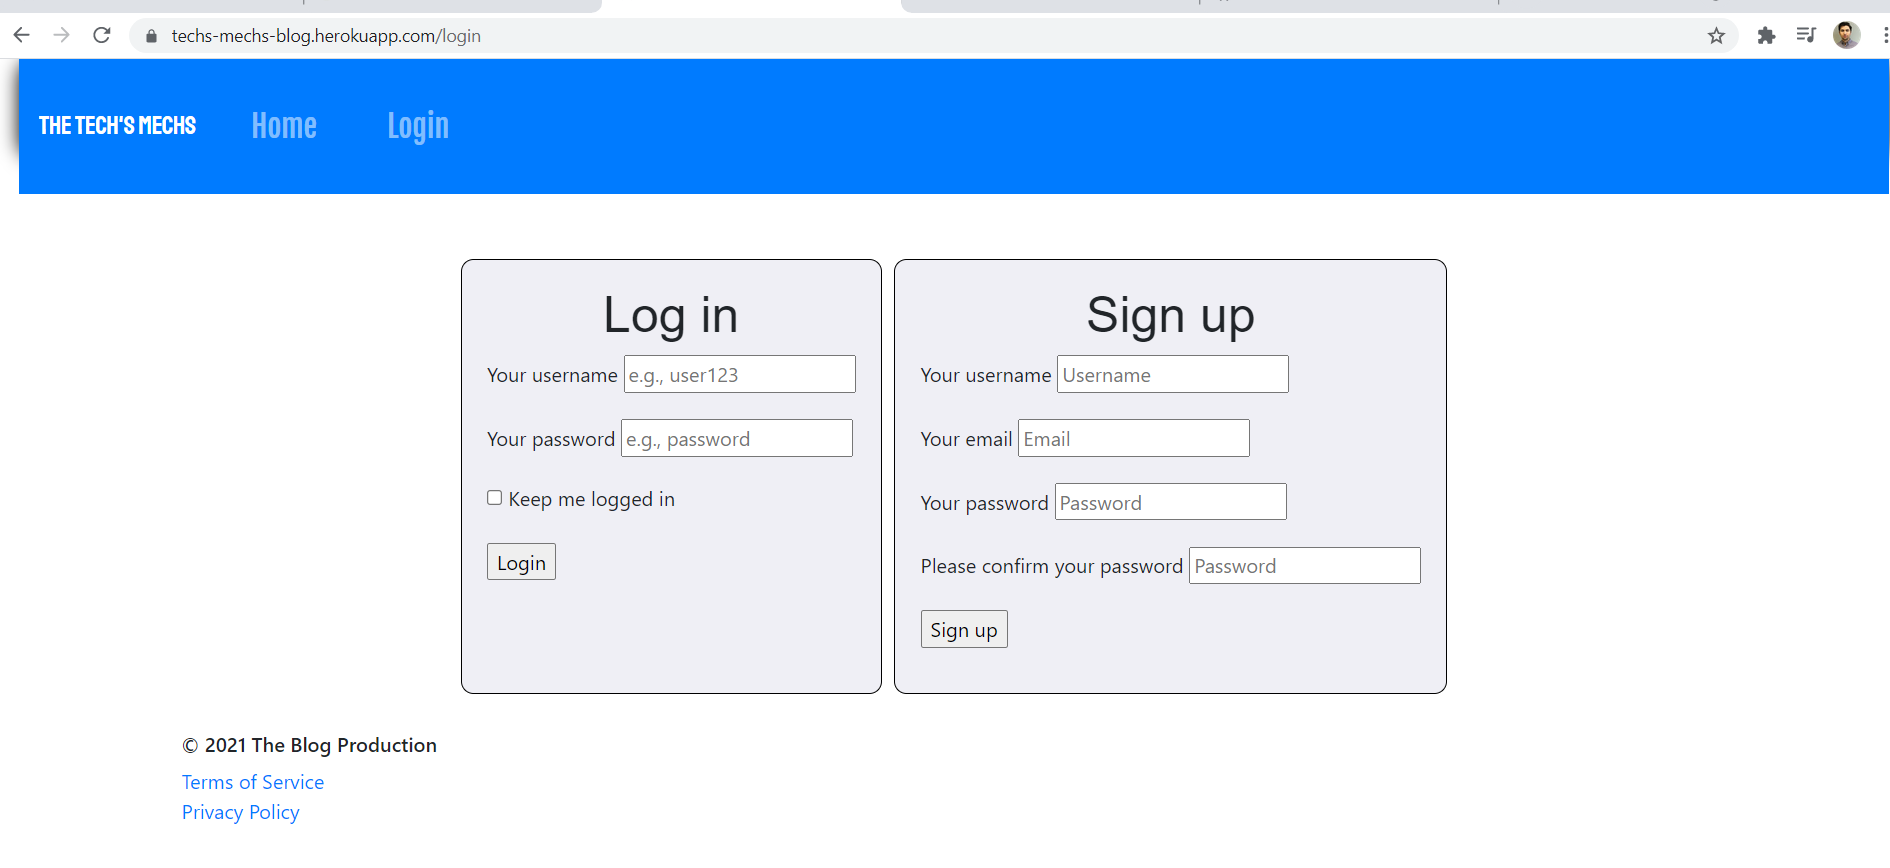 techs-mechs-blog.herokuapp.com/login
THE TECH'S MECHS Home Login
Log in
Your username e.g., user123
Your password e.g., password
Keep me logged in
Login
Sign up
Your username Username
Your email Email
Your password Password
Please confirm your password Password
Sign up
© 2021 The Blog Production
Terms of Service
Privacy Policy